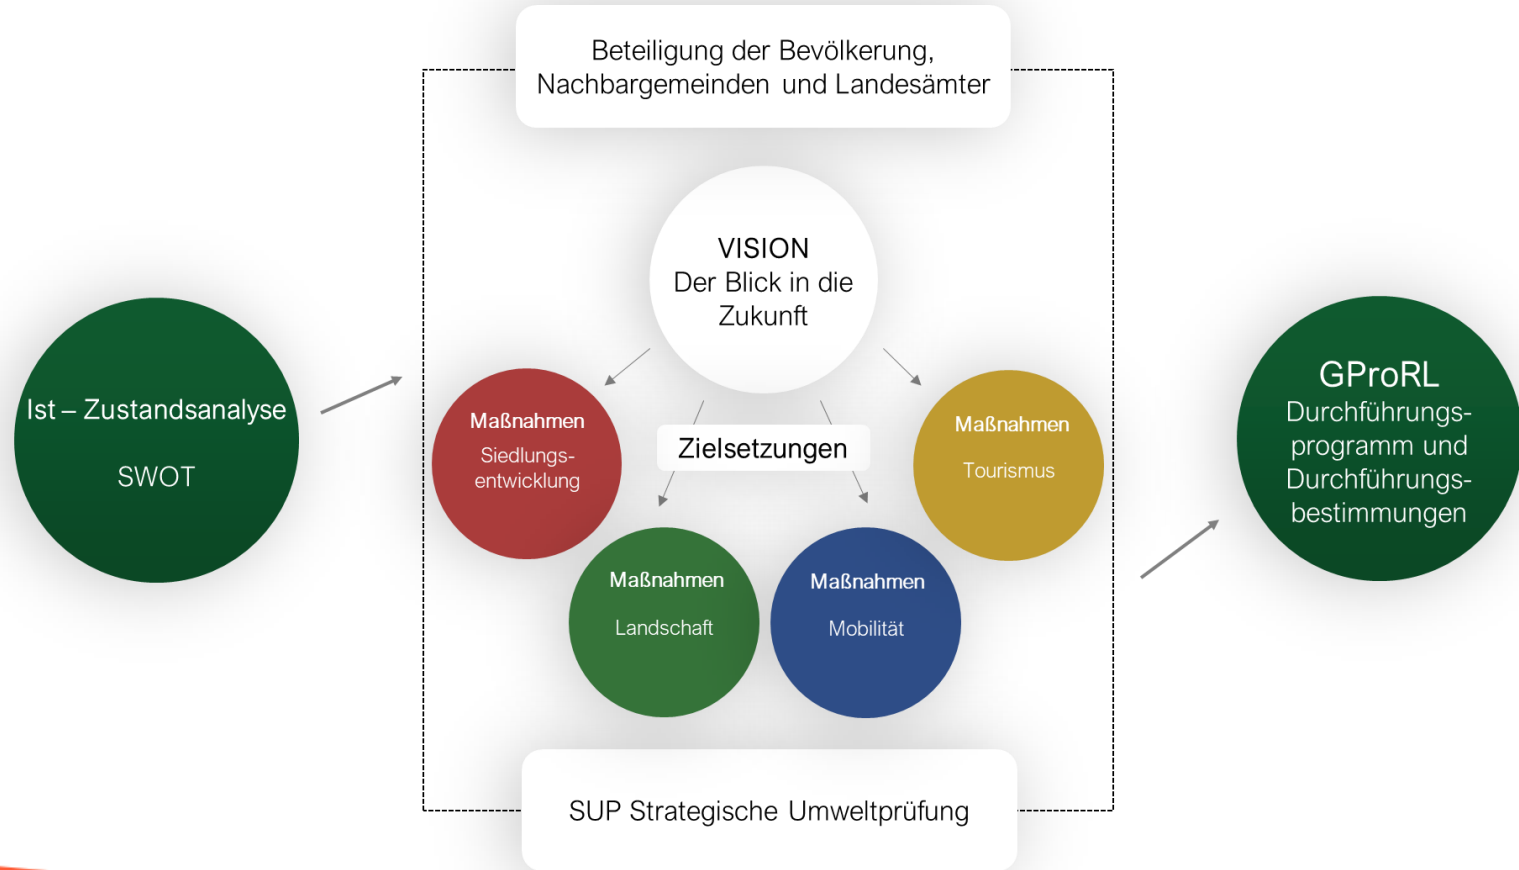 Beteiligung der Bevölkerung,
Nachbargemeinden und Landesämter
VISION
Der Blick in die
Zukunft
Ist – Zustandsanalyse
SWOT
Maßnahmen
Siedlungs-
entwicklung
Zielsetzungen
Maßnahmen
Tourismus
Maßnahmen
Landschaft
Maßnahmen
Mobilität
GProRL
Durchführungs-
programm und
Durchführungs-
bestimmungen
SUP Strategische Umweltprüfung